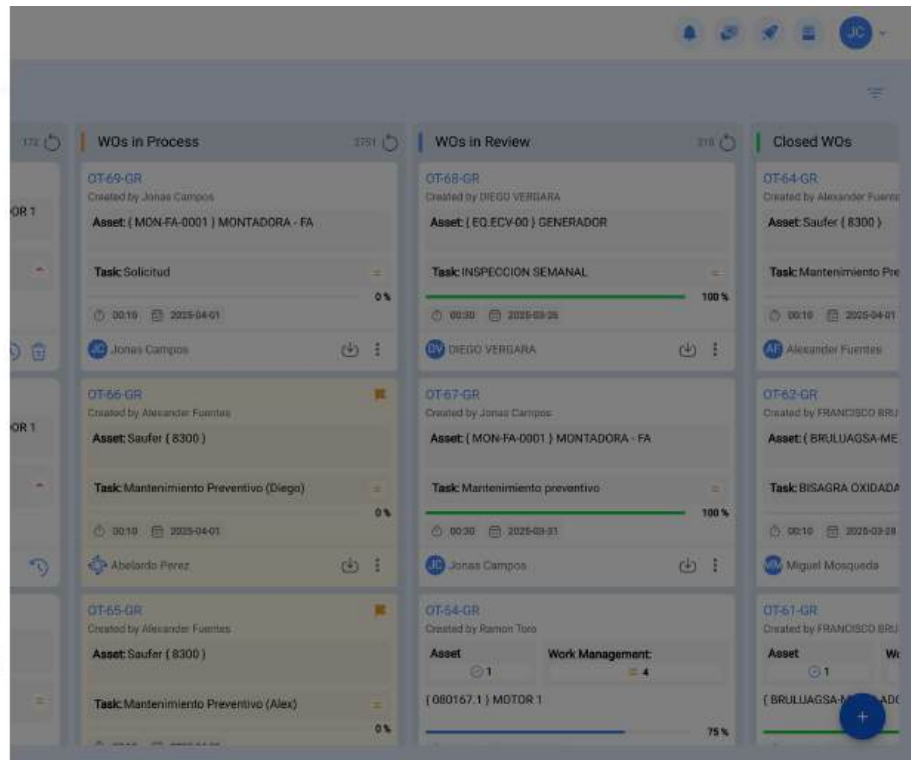 JC
172
OR 1
OR 1
WOs in Process
2751
OT-69-GR
Created by Jonas Campos
Asset: { MON-FA-0001 } MONTADORA - FA
Task: Solicitud
0 %
00:10 2025-04-01
JC Jonas Campos
OT-66-GR
Created by Alexander Fuentes
Asset: Saufer { 8300 }
Task: Mantenimiento Preventivo (Diego)
0 %
00:10 2025-04-01
Abelardo Perez
OT-65-GR
Created by Alexander Fuentes
Asset: Saufer { 8300 }
Task: Mantenimiento Preventivo (Alex)
0 %
WOs in Review
OT-68-GR
Created by DIEGO VERGARA
Asset: { EQ.ECV-00 } GENERADOR
Task: INSPECCION SEMANAL
100 %
00:30 2025-03-26
DV DIEGO VERGARA
OT-67-GR
Created by Jonas Campos
Asset: { MON-FA-0001 } MONTADORA - FA
Task: Mantenimiento preventivo
100 %
00:30 2025-03-31
JC Jonas Campos
OT-54-GR
Created by Ramon Toro
Asset Work Management:
1 4
{ 080167.1 } MOTOR 1
75 %
Closed WOs
OT-64-GR
Created by Alexander Fuente
Asset: Saufer { 8300 }
Task: Mantenimiento Pre
00:10 2025-04-01
AF Alexander Fuentes
OT-62-GR
Created by FRANCISCO BRU
Asset: { BRULUAGSA-ME
Task: BISAGRA OXIDADA
00:10 2025-03-28
MM Miguel Mosqueda
OT-61-GR
Created by FRANCISCO BRU
Asset Wo
1
{ BRULUAGSA-M
+